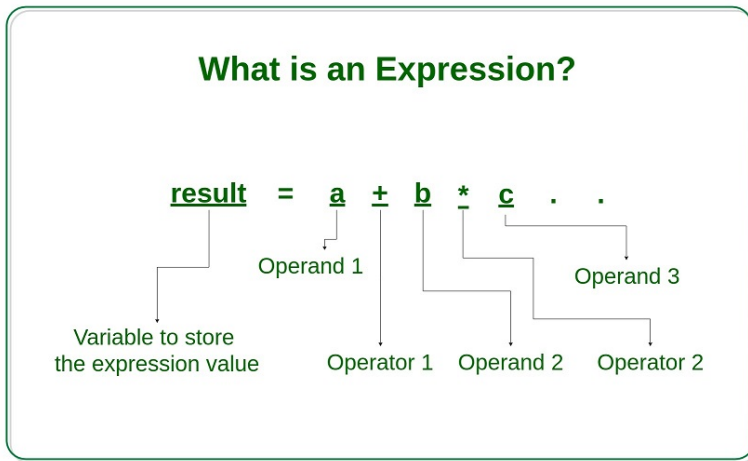 What is an Expression?
result = a + b * c . .
Operand 1
Operand 3
Variable to store
the expression value
Operator 1 Operand 2 Operator 2